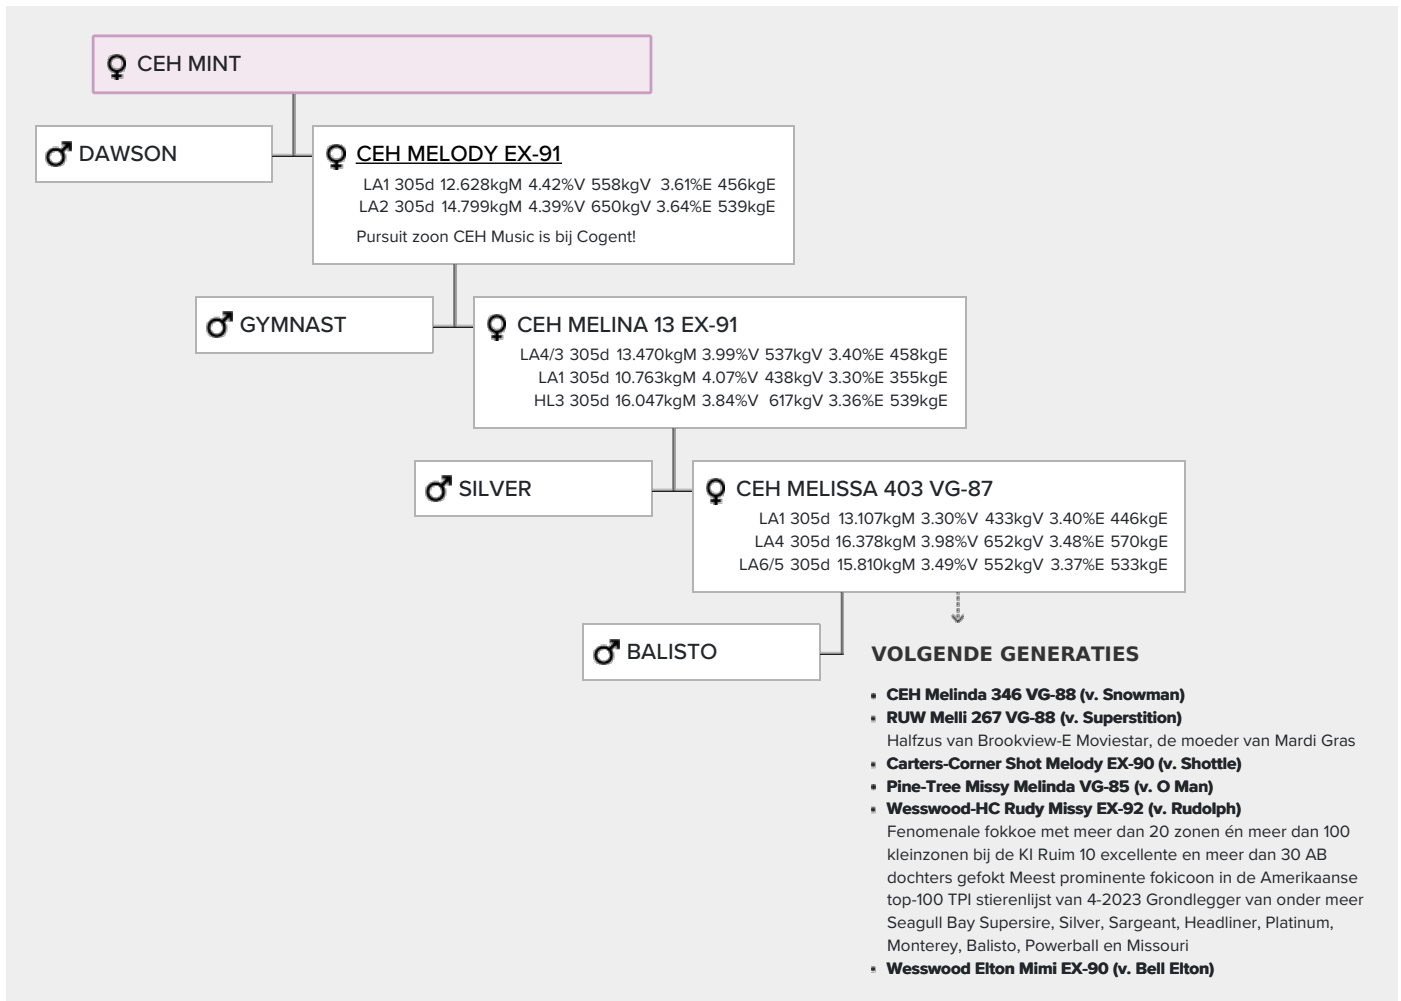 CEH MINT
DAWSON
CEH MELODY EX-91
LA1 305d 12.628kgM 4.42%V 558kgV 3.61%E 456kgE
LA2 305d 14.799kgM 4.39%V 650kgV 3.64%E 539kgE
Pursuit zoon CEH Music is bij Cogent!
GYMNAST
CEH MELINA 13 EX-91
LA4/3 305d 13.470kgM 3.99%V 537kgV 3.40%E 458kgE
LA1 305d 10.763kgM 4.07%V 438kgV 3.30%E 355kgE
HL3 305d 16.047kgM 3.84%V 617kgV 3.36%E 539kgE
SILVER
CEH MELISSA 403 VG-87
LA1 305d 13.107kgM 3.30%V 433kgV 3.40%E 446kgE
LA4 305d 16.378kgM 3.98%V 652kgV 3.48%E 570kgE
LA6/5 305d 15.810kgM 3.49%V 552kgV 3.37%E 533kgE
BALISTO
VOLGENDE GENERATIES
CEH Melinda 346 VG-88 (v. Snowman)
RUW Melli 267 VG-88 (v. Superstition)
Halfzus van Brookview-E Moviestar, de moeder van Mardi Gras
Carters-Corner Shot Melody EX-90 (v. Shottle)
Pine-Tree Missy Melinda VG-85 (v. O Man)
Wesswood-HC Rudy Missy EX-92 (v. Rudolph)
Fenomenale fokkoe met meer dan 20 zonen én meer dan 100
kleinzonen bij de KI Ruim 10 excellente en meer dan 30 AB
dochters gefokt Meest prominente fokicoon in de Amerikaanse
top-100 TPI stierenlijst van 4-2023 Grondlegger van onder meer
Seagull Bay Supersire, Silver, Sargeant, Headliner, Platinum,
Monterey, Balisto, Powerball en Missouri
Wesswood Elton Mimi EX-90 (v. Bell Elton)